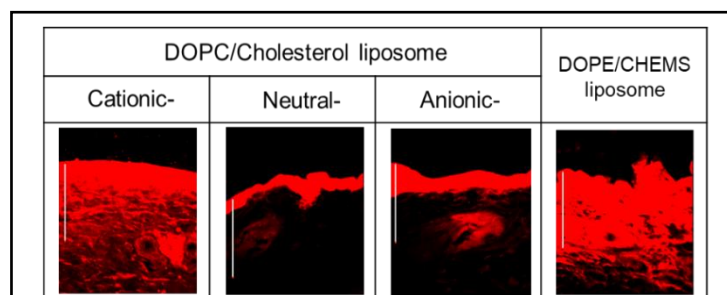 DOPC/Cholesterol liposome
DOPE/CHEMS
liposome
Cationic-
Neutral-
Anionic-